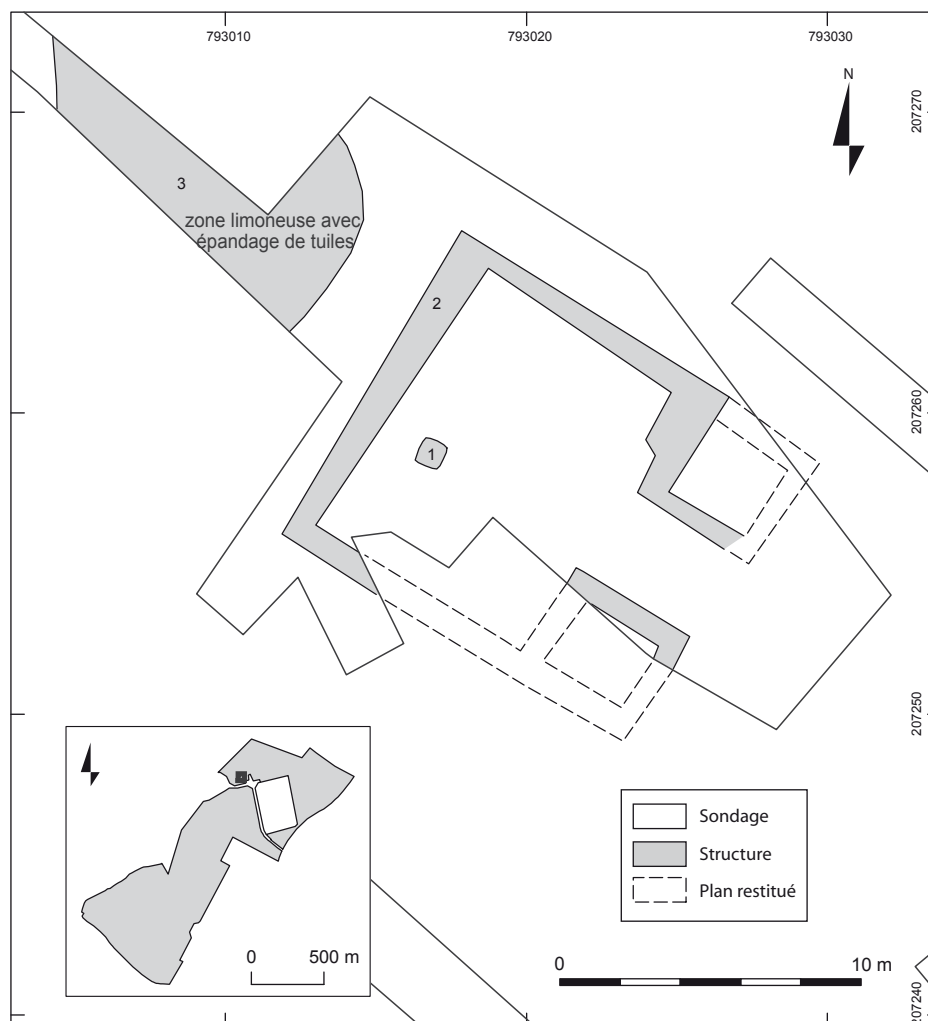 793010
793020
793030
N
207270
3
zone limoneuse avec
épandage de tuiles
2
207260
1
207250
Sondage
Structure
Plan restitué
0 500 m
0 10 m
207240